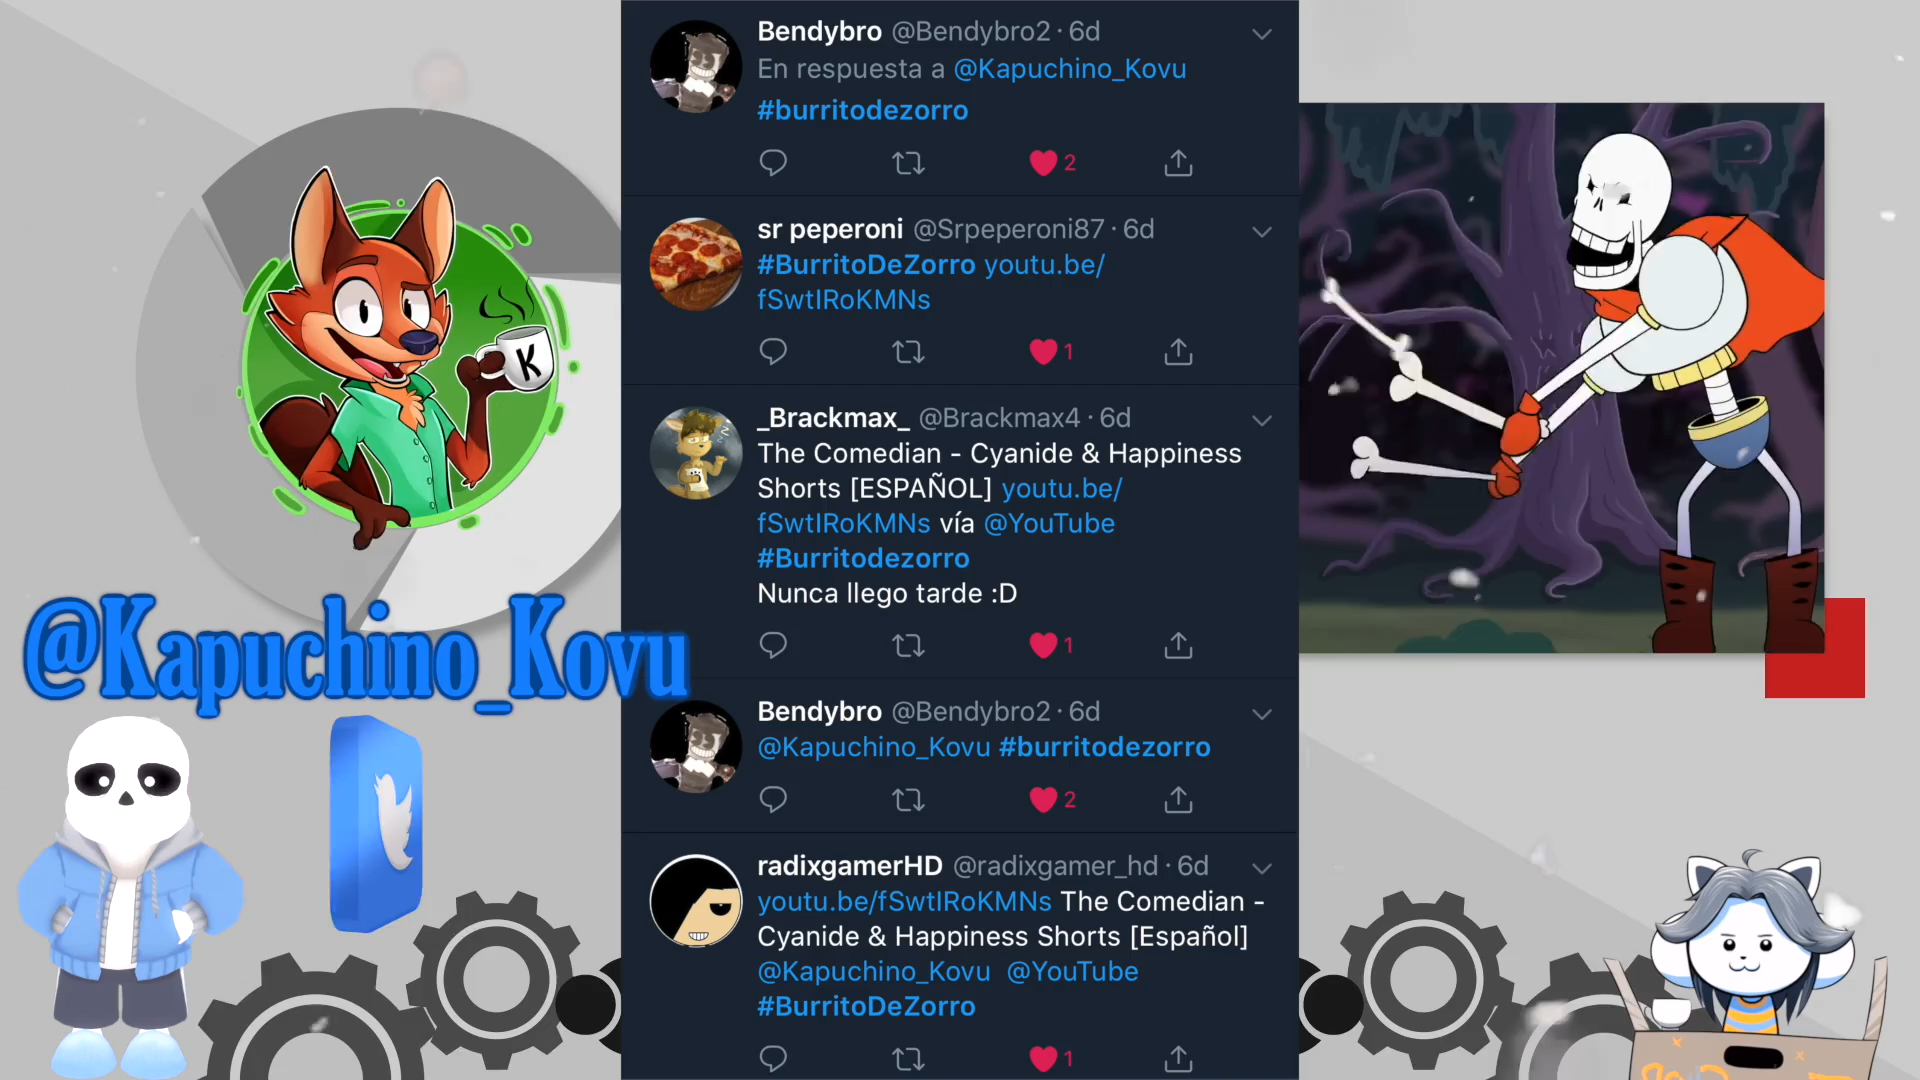 Bendybro @Bendybro2 · 6d
En respuesta a @Kapuchino_Kovu
#burritodezorro
2
sr peperoni @Srpeperoni87 · 6d
#BurritoDeZorro youtu.be/
fSwtIRoKMNs
1
_Brackmax_ @Brackmax4 · 6d
The Comedian - Cyanide & Happiness
Shorts [ESPAÑOL] youtu.be/
fSwtIRoKMNs vía @YouTube
#Burritodezorro
Nunca llego tarde :D
1
Bendybro @Bendybro2 · 6d
@Kapuchino_Kovu #burritodezorro
2
radixgamerHD @radixgamer_hd · 6d
youtu.be/fSwtIRoKMNs The Comedian -
Cyanide & Happiness Shorts [Español]
@Kapuchino_Kovu @YouTube
#BurritoDeZorro
1
K
@Kapuchino_Kovu